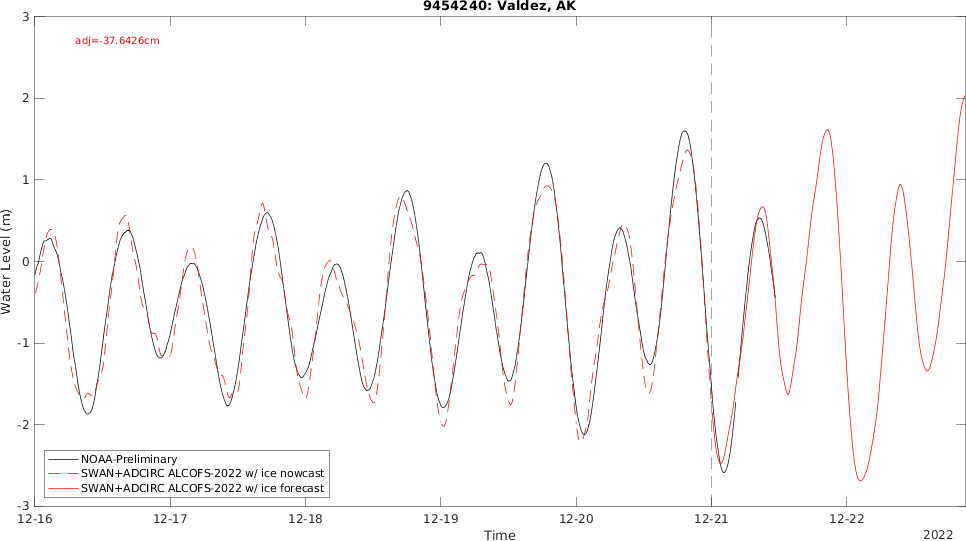 9454240: Valdez, AK
adj=-37.6426cm
3
2
1
0
-1
-2
-3
Water Level (m)
NOAA-Preliminary
SWAN+ADCIRC ALCOFS-2022 w/ ice nowcast
SWAN+ADCIRC ALCOFS-2022 w/ ice forecast
12-16 12-17 12-18 12-19 12-20 12-21 12-22
Time
2022